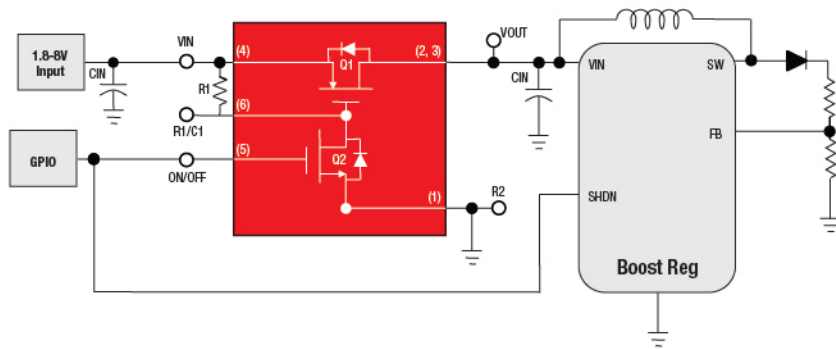 1.8-8V
Input
CIN
VIN
R1
R1/C1
GPIO
ON/OFF
(4)
Q1
(2, 3)
(6)
(5)
Q2
(1)
R2
VOUT
CIN
VIN
SW
FB
SHDN
Boost Reg